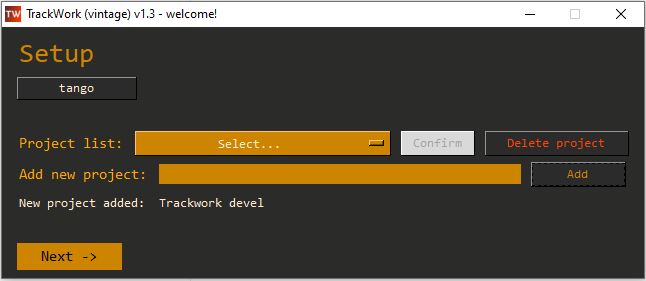 TW TrackWork (vintage) v1.3 - welcome!
Setup
tango
Project list: Select... Confirm Delete project
Add new project: Add
New project added: Trackwork devel
Next ->